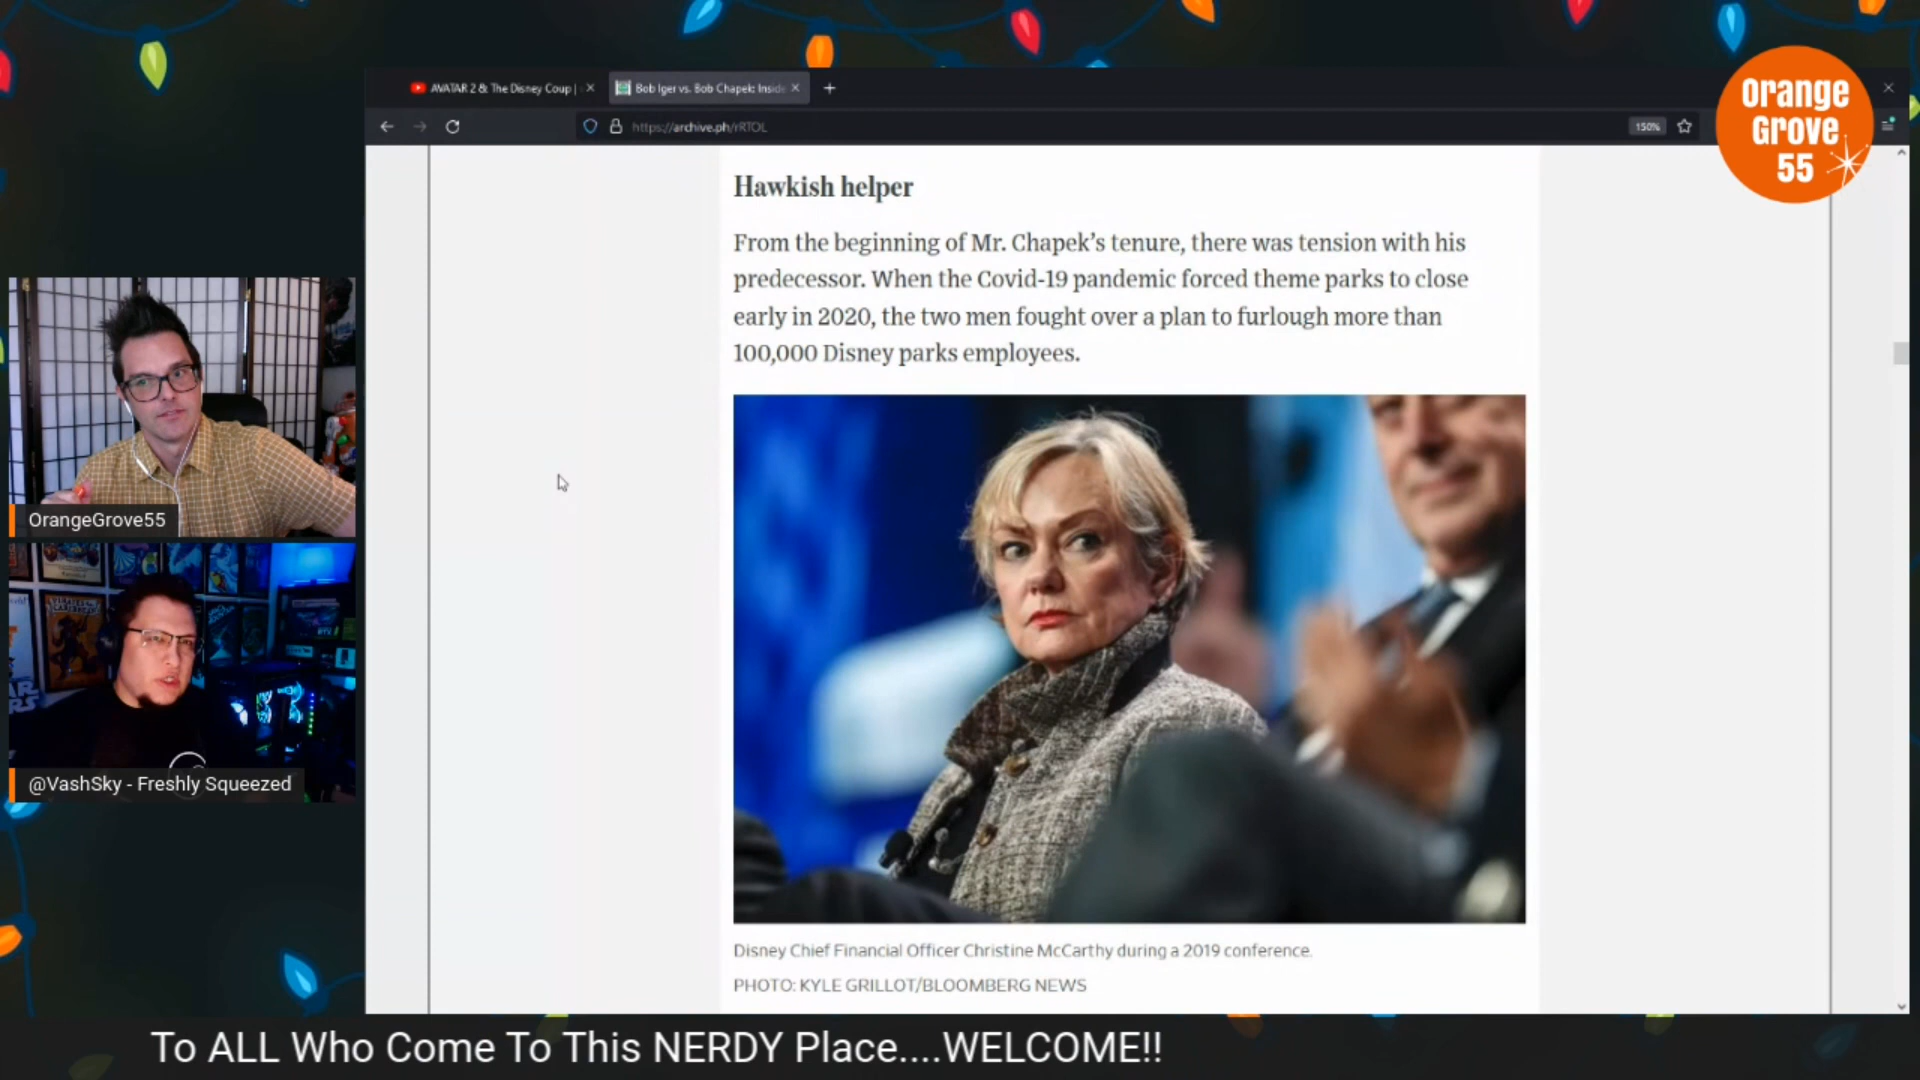 AVATAR 2 & The Disney Coup |
Bob Iger vs. Bob Chapek: Inside
https://archive.ph/rRTOL
150%
Orange
Grove
55
Hawkish helper
From the beginning of Mr. Chapek’s tenure, there was tension with his
predecessor. When the Covid-19 pandemic forced theme parks to close
early in 2020, the two men fought over a plan to furlough more than
100,000 Disney parks employees.
OrangeGrove55
@VashSky - Freshly Squeezed
Disney Chief Financial Officer Christine McCarthy during a 2019 conference.
PHOTO: KYLE GRILLOT/BLOOMBERG NEWS
To ALL Who Come To This NERDY Place....WELCOME!!